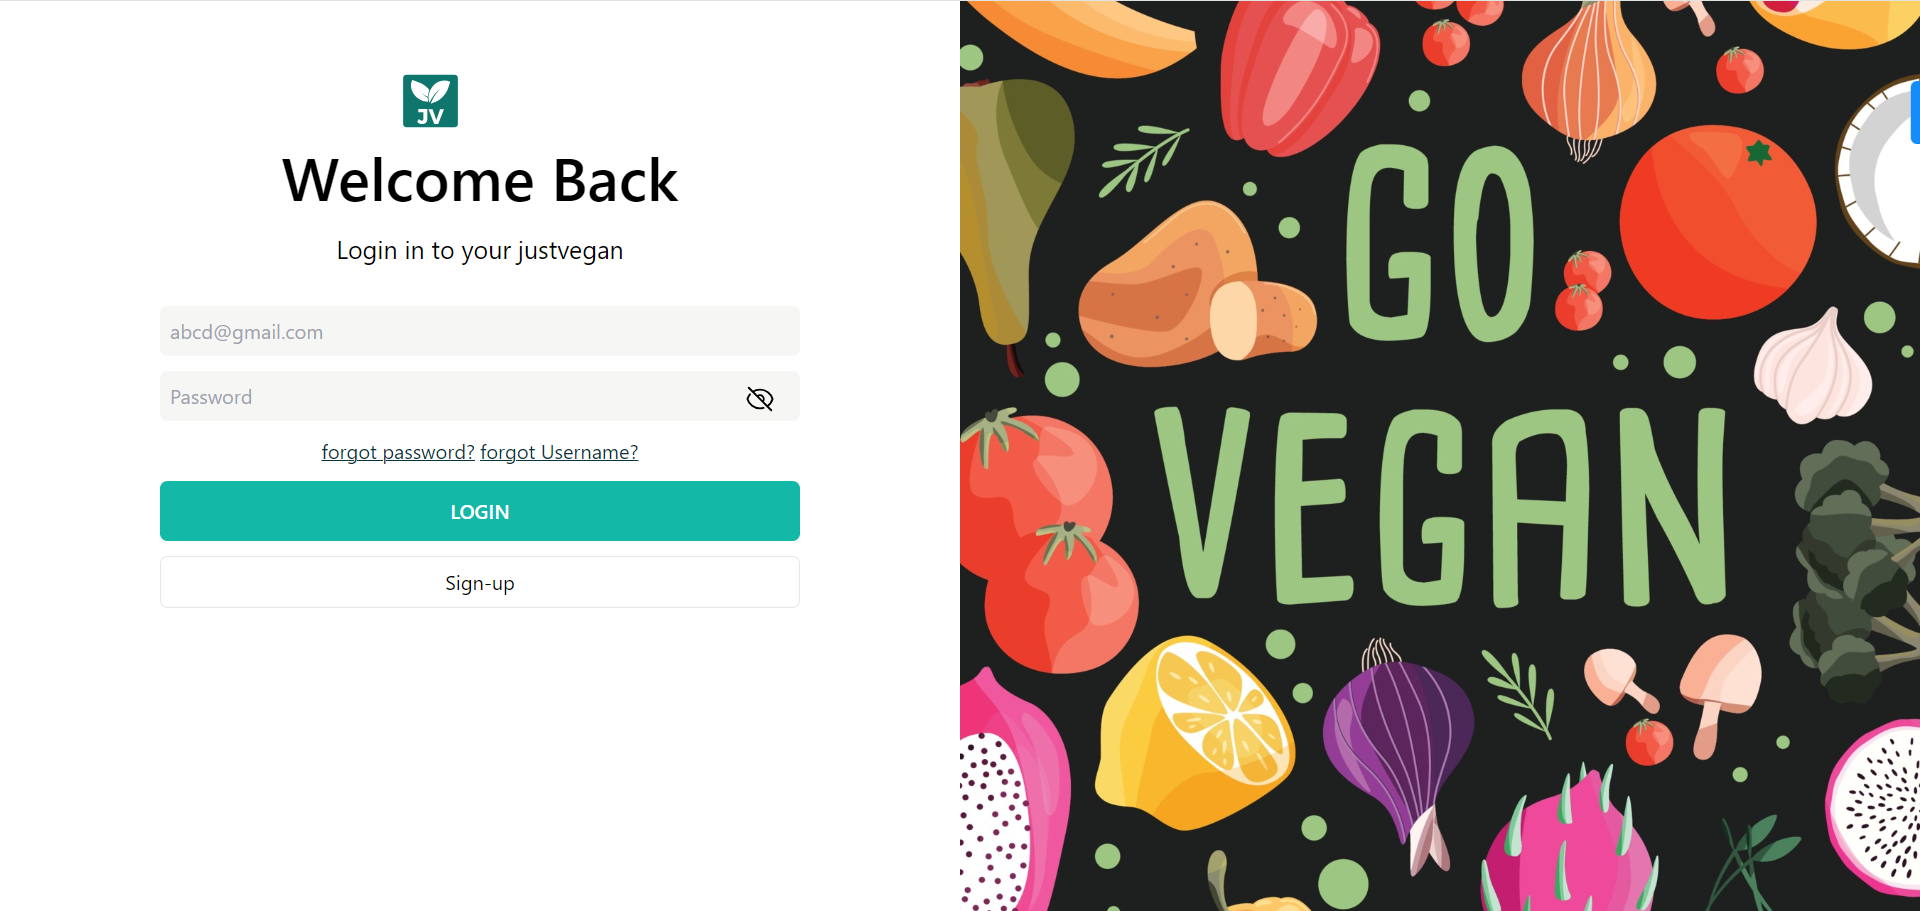 JV
Welcome Back
Login in to your justvegan
abcd@gmail.com
Password
forgot password? forgot Username?
LOGIN
Sign-up
GO
VEGAN